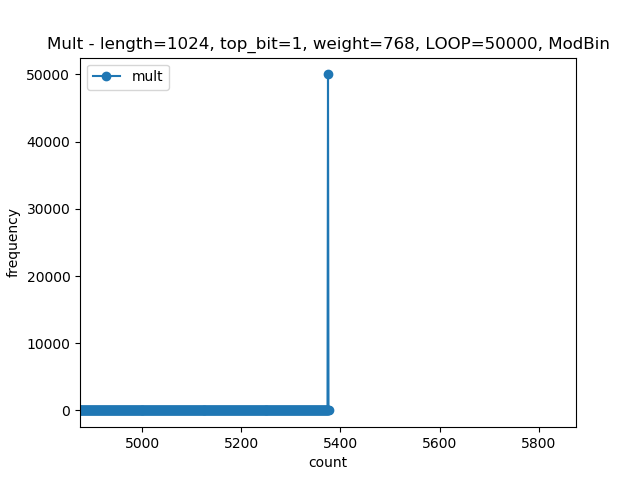 Mult - length=1024, top_bit=1, weight=768, LOOP=50000, ModBin
mult
50000
40000
30000
20000
10000
0
frequency
5000 5200 5400 5600 5800
count